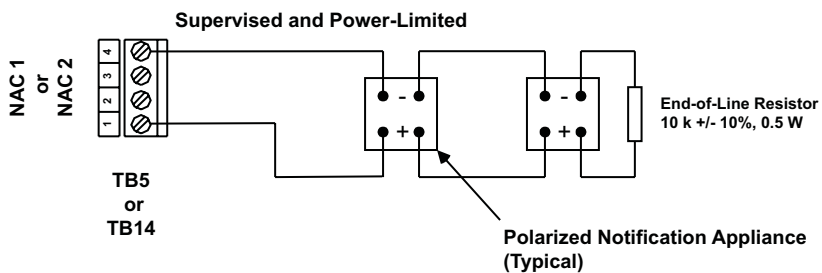 Supervised and Power-Limited
NAC 1
or
NAC 2
4
3
2
1
TB5
or
TB14
-
+
-
+
End-of-Line Resistor
10 k +/- 10%, 0.5 W
Polarized Notification Appliance
(Typical)